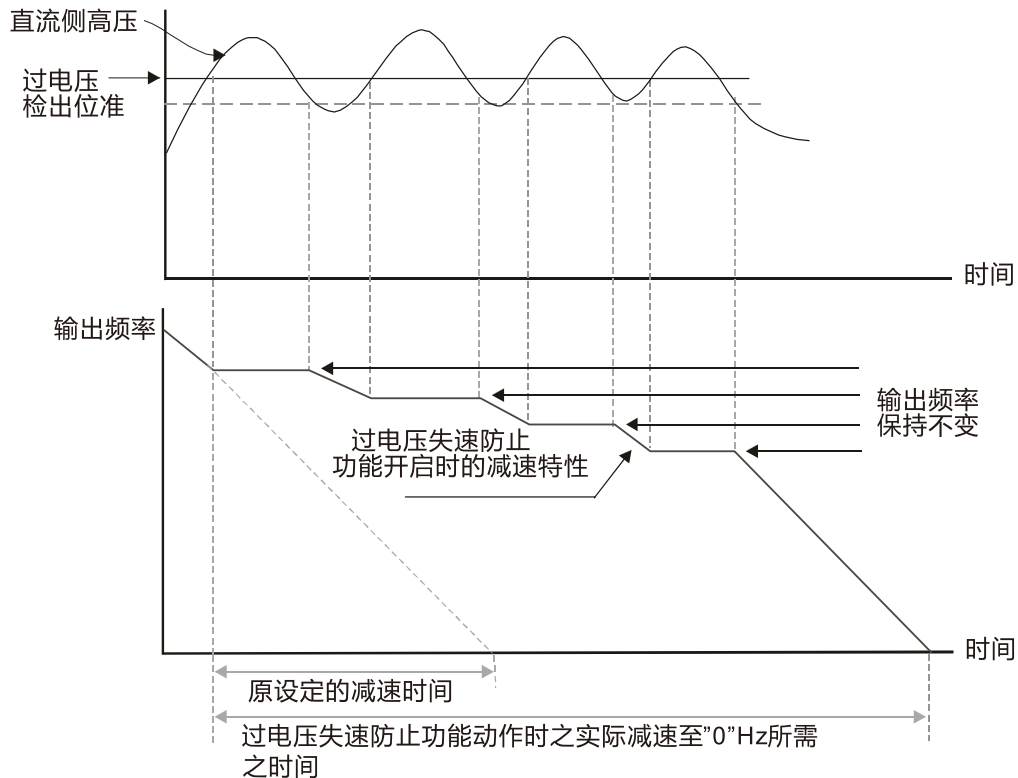 直流侧高压
过电压
检出位准
时间
输出频率
输出频率
保持不变
过电压失速防止
功能开启时的减速特性
时间
原设定的减速时间
过电压失速防止功能动作时之实际减速至”0”Hz所需
之时间